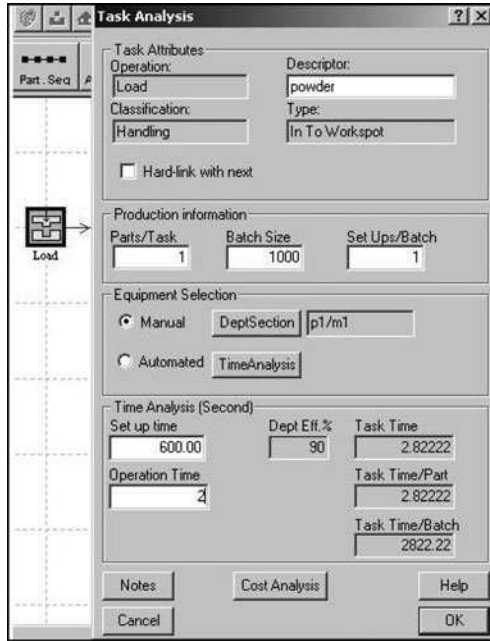 Task Analysis
Part. Seq
Load
Task Attributes
Operation: Descriptor:
Load powder
Classification: Type:
Handling In To Workspot
Hard-link with next
Production information
Parts/Task Batch Size Set Ups/Batch
1 1000 1
Equipment Selection
Manual DeptSection p1/m1
Automated TimeAnalysis
Time Analysis (Second)
Set up time Dept Eff.% Task Time
600.00 90 2.82222
Operation Time Task Time/Part
2 2.82222
Task Time/Batch
2822.22
Notes Cost Analysis Help
Cancel OK